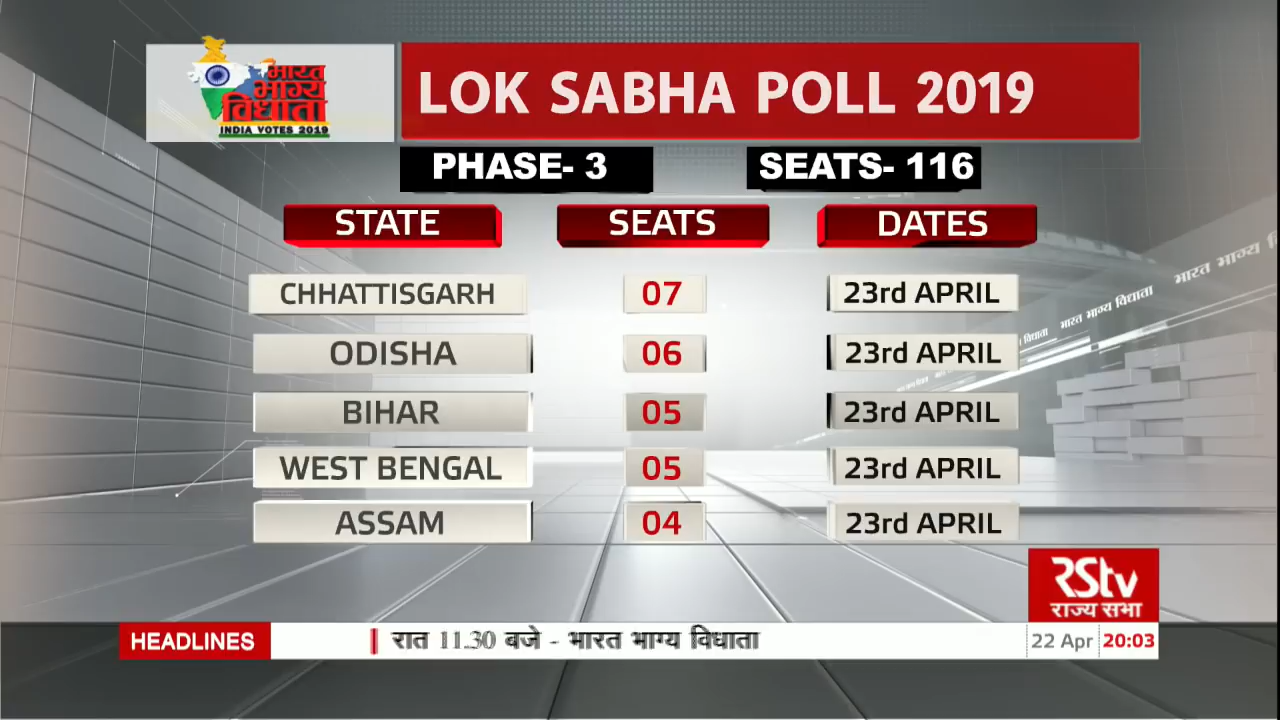 भारत
भाग्य
विधाता
INDIA VOTES 2019
LOK SABHA POLL 2019
PHASE- 3
SEATS- 116
STATE
SEATS
DATES
CHHATTISGARH
07
23rd APRIL
ODISHA
06
23rd APRIL
BIHAR
05
23rd APRIL
WEST BENGAL
05
23rd APRIL
ASSAM
04
23rd APRIL
भारत भाग्य वि
विधाता
भारत भाग्य विधाता
RSTV
राज्य सभा
HEADLINES
रात 11.30 बजे - भारत भाग्य विधाता
22 Apr
20:03